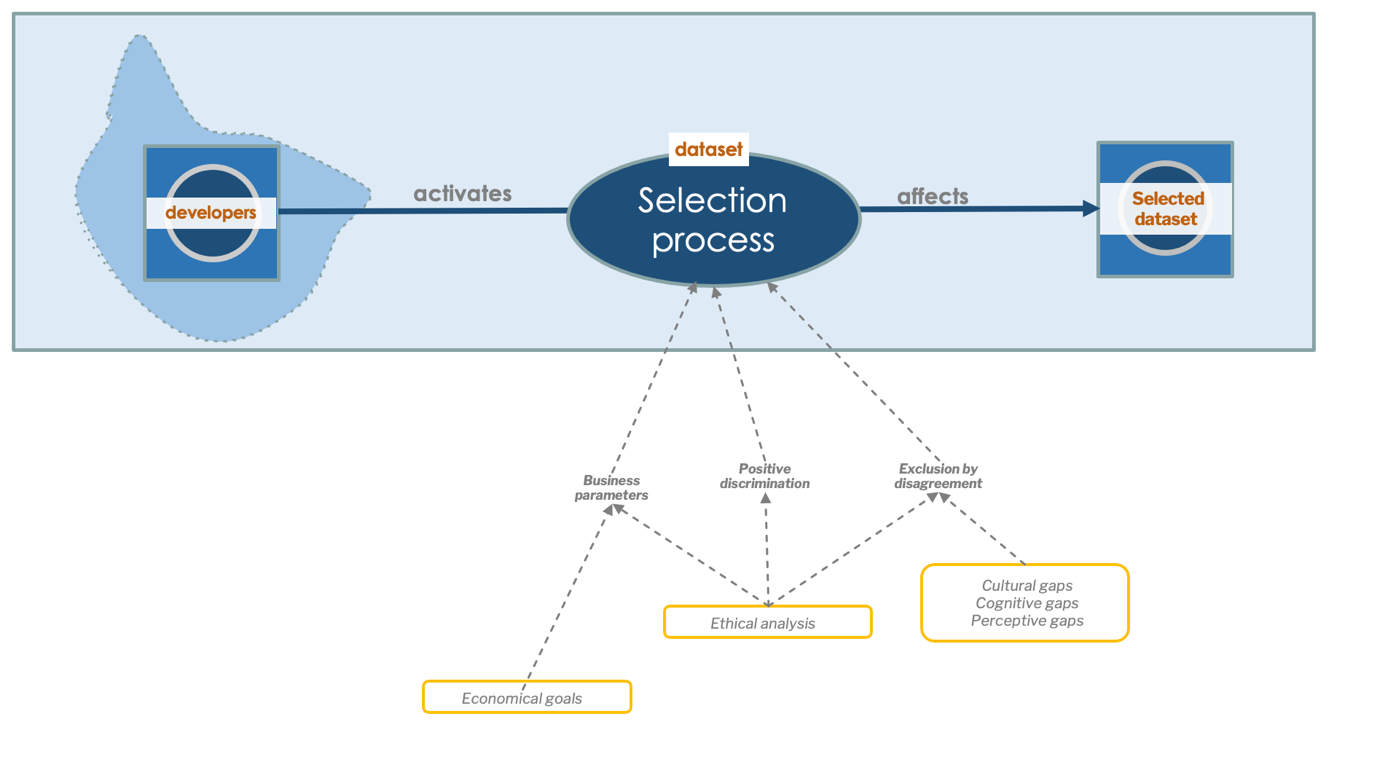 dataset
activates
Selection
process
affects
developers
Selected
dataset
Business
parameters
Positive
discrimination
Exclusion by
disagreement
Cultural gaps
Cognitive gaps
Perceptive gaps
Ethical analysis
Economical goals